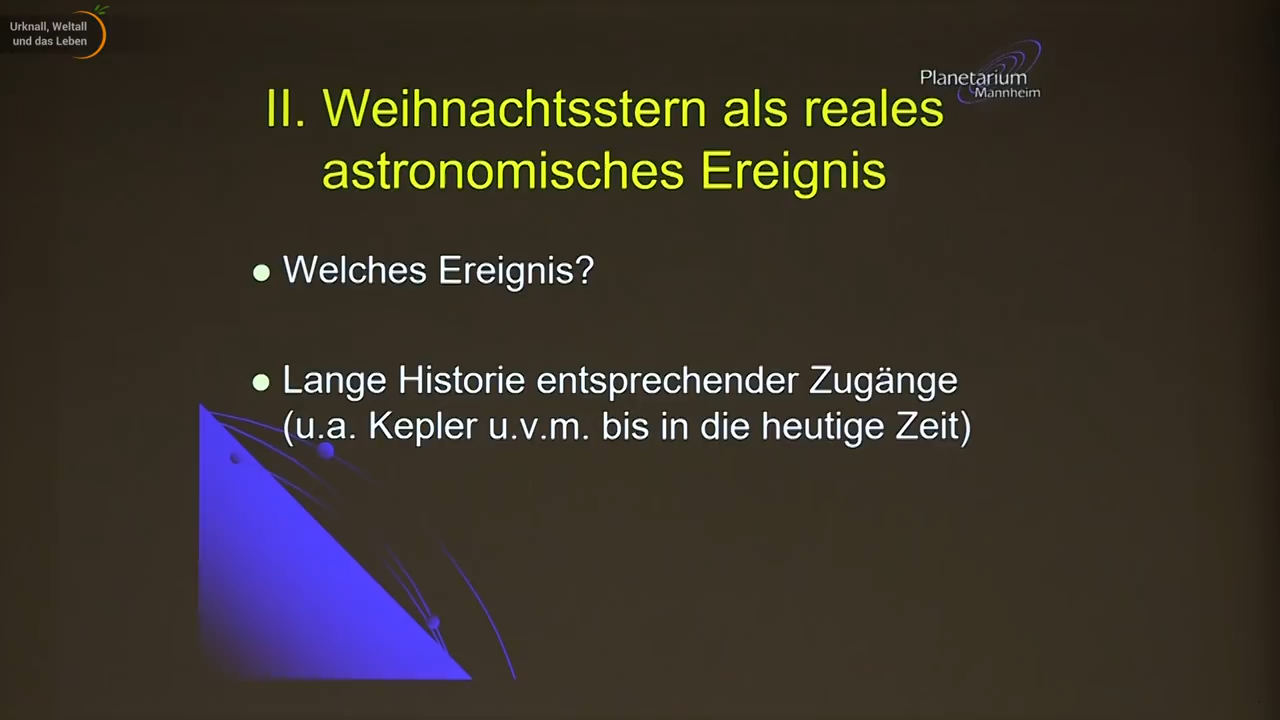 Urknall, Weltall
und das Leben
Planetarium
Mannheim
II. Weihnachtsstern als reales
astronomisches Ereignis
● Welches Ereignis?
● Lange Historie entsprechender Zugänge
(u.a. Kepler u.v.m. bis in die heutige Zeit)